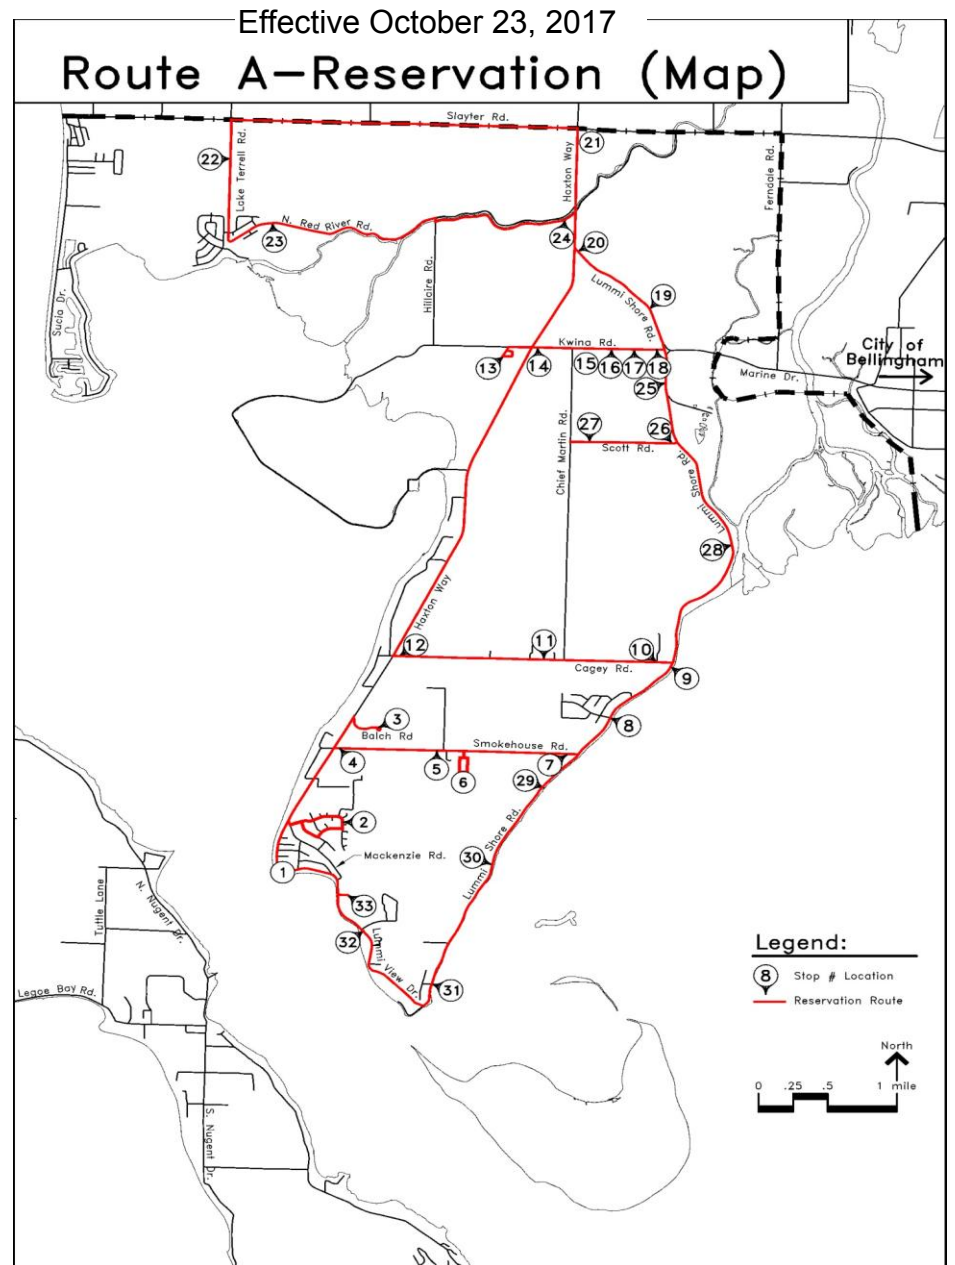 Effective October 23, 2017
Route A-Reservation (Map)
Slayter Rd.
22
Lake Terrell Rd.
Haxton Way
21
Ferndale Rd.
N. Red River Rd.
23
24
20
Hillaire Rd.
Sucia Dr.
Lummi Shore Rd.
19
Kwina Rd.
City of
Bellingham
13
14
15
16
17
18
Marine Dr.
25
27
26
Chief Martin Rd.
Scott Rd.
Lummi Shore Rd.
28
Haxton Way
12
11
10
Cagey Rd.
9
3
Balch Rd
8
Smokehouse Rd.
4
5
6
7
29
2
Lummi Shore Rd.
Mackenzie Rd.
30
1
33
32
Tuttle Lane
N. Nugent Dr.
Lummi View Dr.
31
Legoe Bay Rd.
S. Nugent Dr.
Legend:
8
Stop # Location
Reservation Route
North
0 .25 .5 1 mile